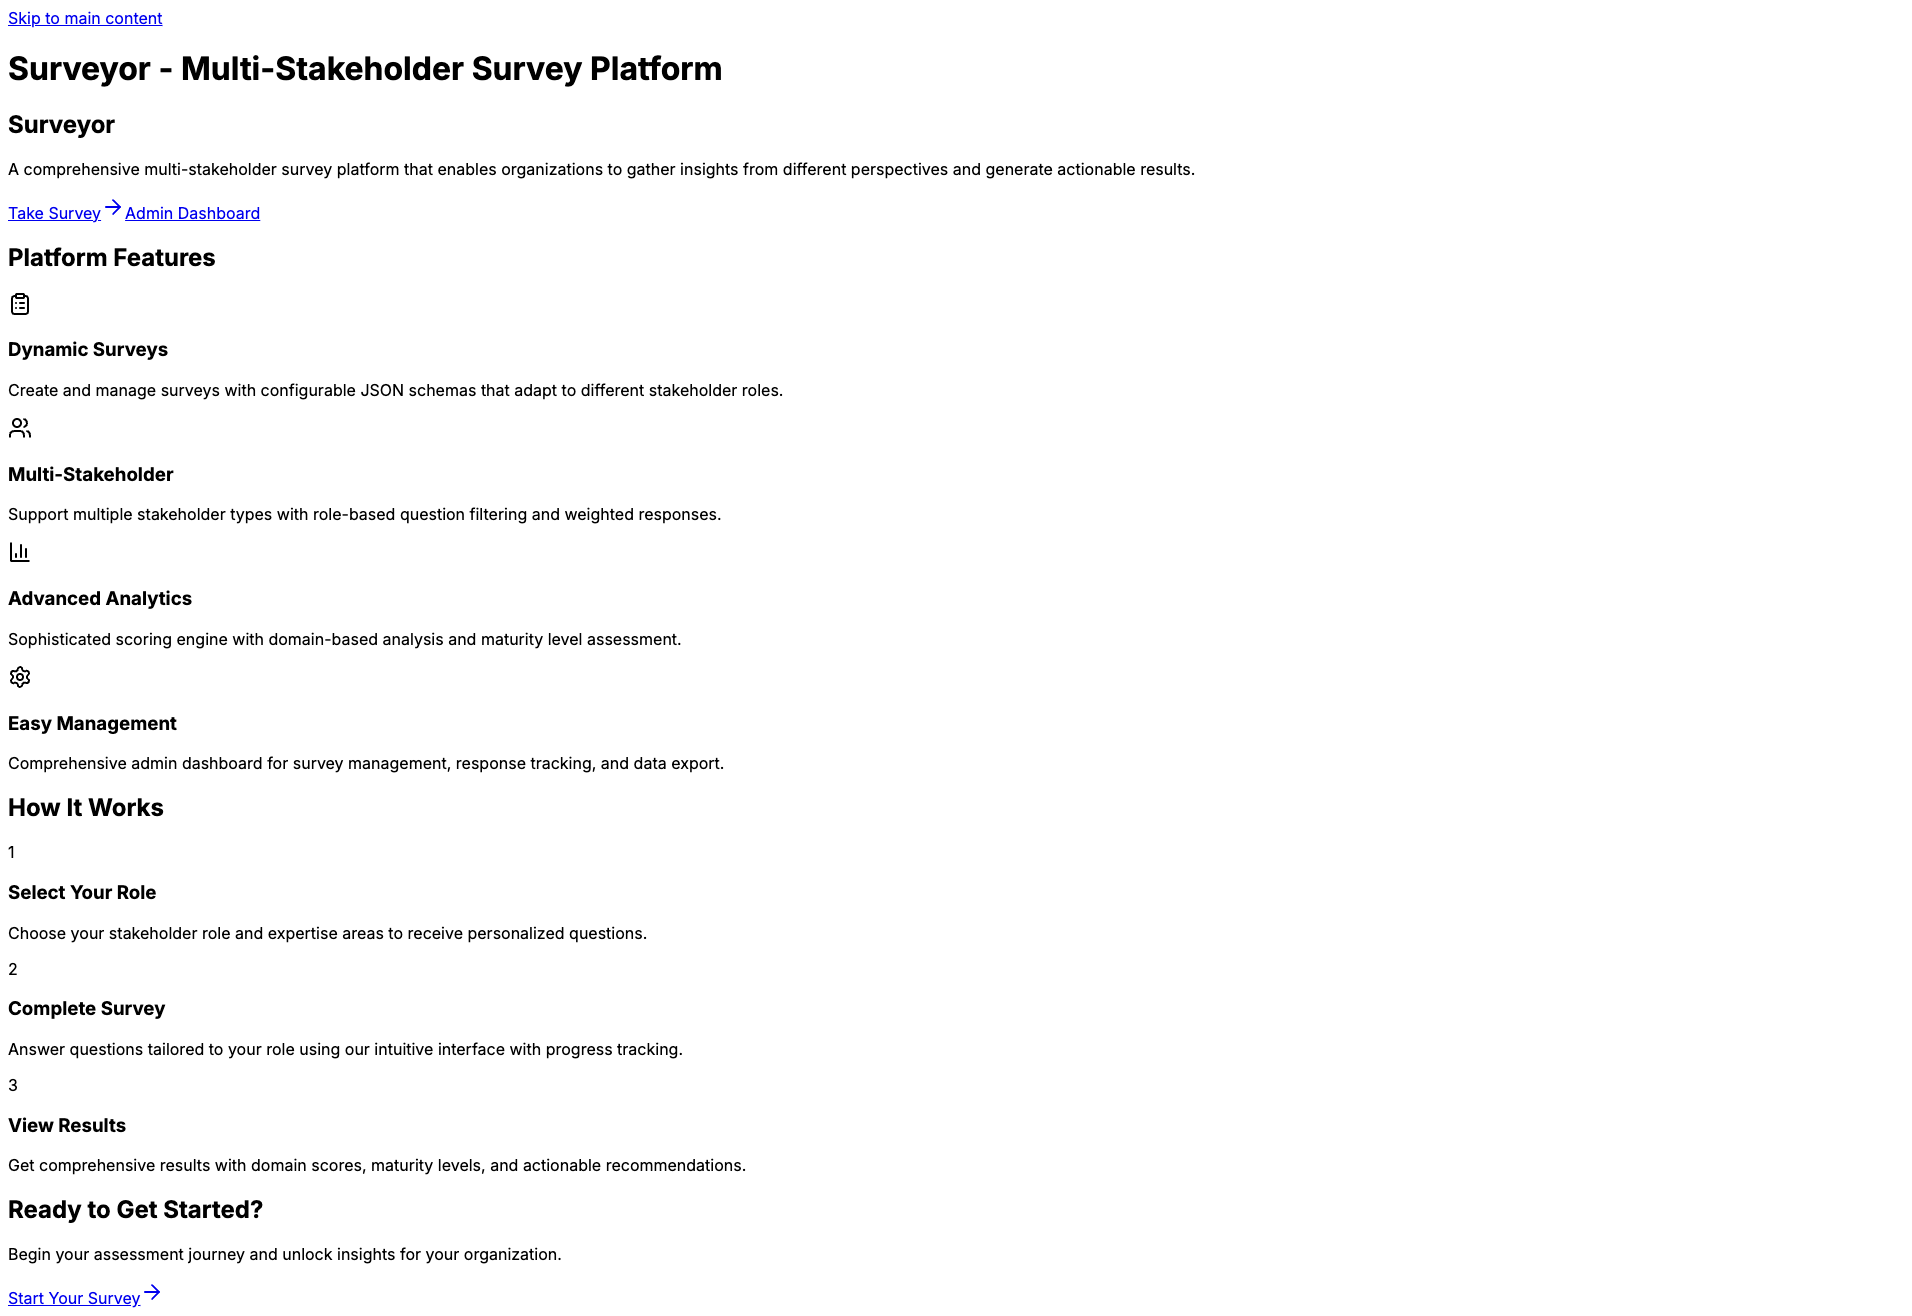 Skip to main content
Surveyor - Multi-Stakeholder Survey Platform
Surveyor
A comprehensive multi-stakeholder survey platform that enables organizations to gather insights from different perspectives and generate actionable results.
Take Survey Admin Dashboard
Platform Features
Dynamic Surveys
Create and manage surveys with configurable JSON schemas that adapt to different stakeholder roles.
Multi-Stakeholder
Support multiple stakeholder types with role-based question filtering and weighted responses.
Advanced Analytics
Sophisticated scoring engine with domain-based analysis and maturity level assessment.
Easy Management
Comprehensive admin dashboard for survey management, response tracking, and data export.
How It Works
1
Select Your Role
Choose your stakeholder role and expertise areas to receive personalized questions.
2
Complete Survey
Answer questions tailored to your role using our intuitive interface with progress tracking.
3
View Results
Get comprehensive results with domain scores, maturity levels, and actionable recommendations.
Ready to Get Started?
Begin your assessment journey and unlock insights for your organization.
Start Your Survey